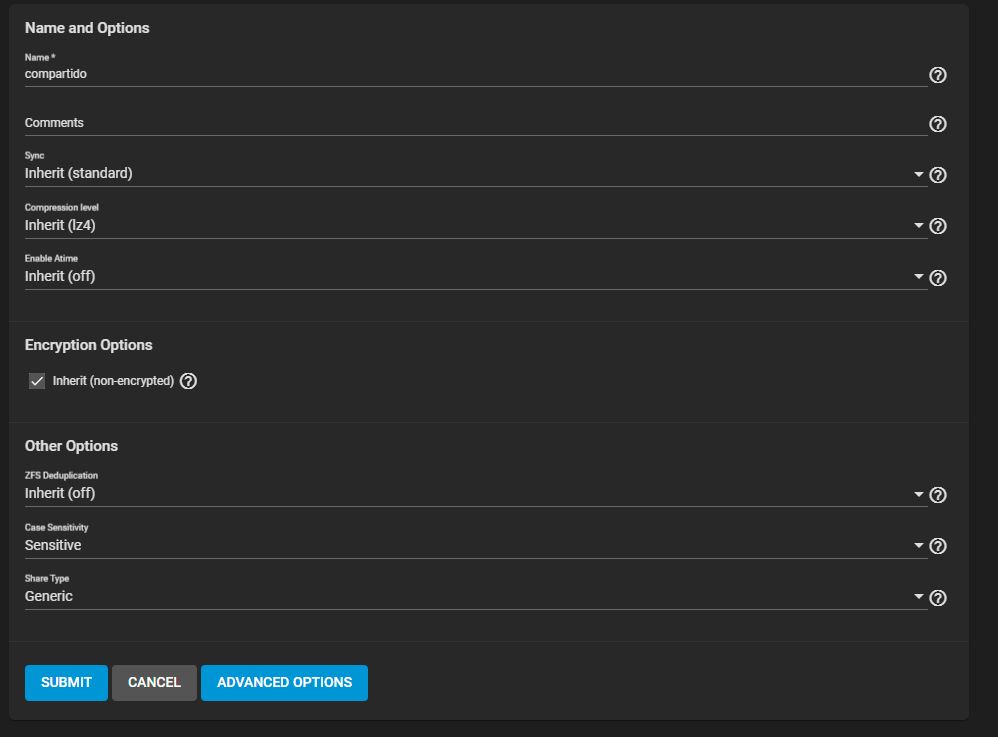 Name and Options
Name *
compartido
Comments
Sync
Inherit (standard)
Compression level
Inherit (lz4)
Enable Atime
Inherit (off)
Encryption Options
Inherit (non-encrypted)
Other Options
ZFS Deduplication
Inherit (off)
Case Sensitivity
Sensitive
Share Type
Generic
SUBMIT CANCEL ADVANCED OPTIONS